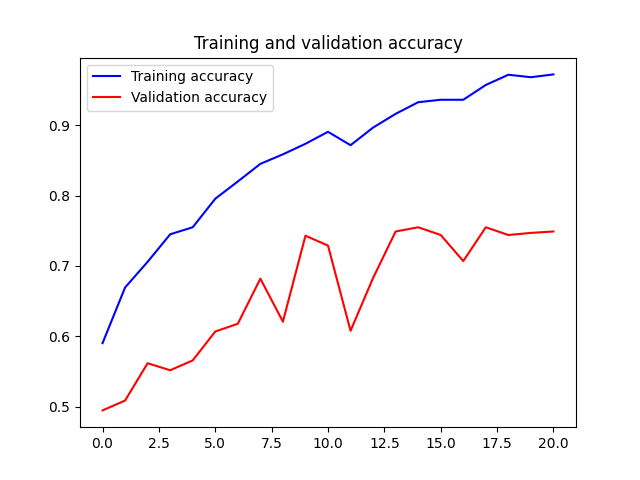 Training and validation accuracy
Training accuracy
Validation accuracy
0.9
0.8
0.7
0.6
0.5
0.0 2.5 5.0 7.5 10.0 12.5 15.0 17.5 20.0